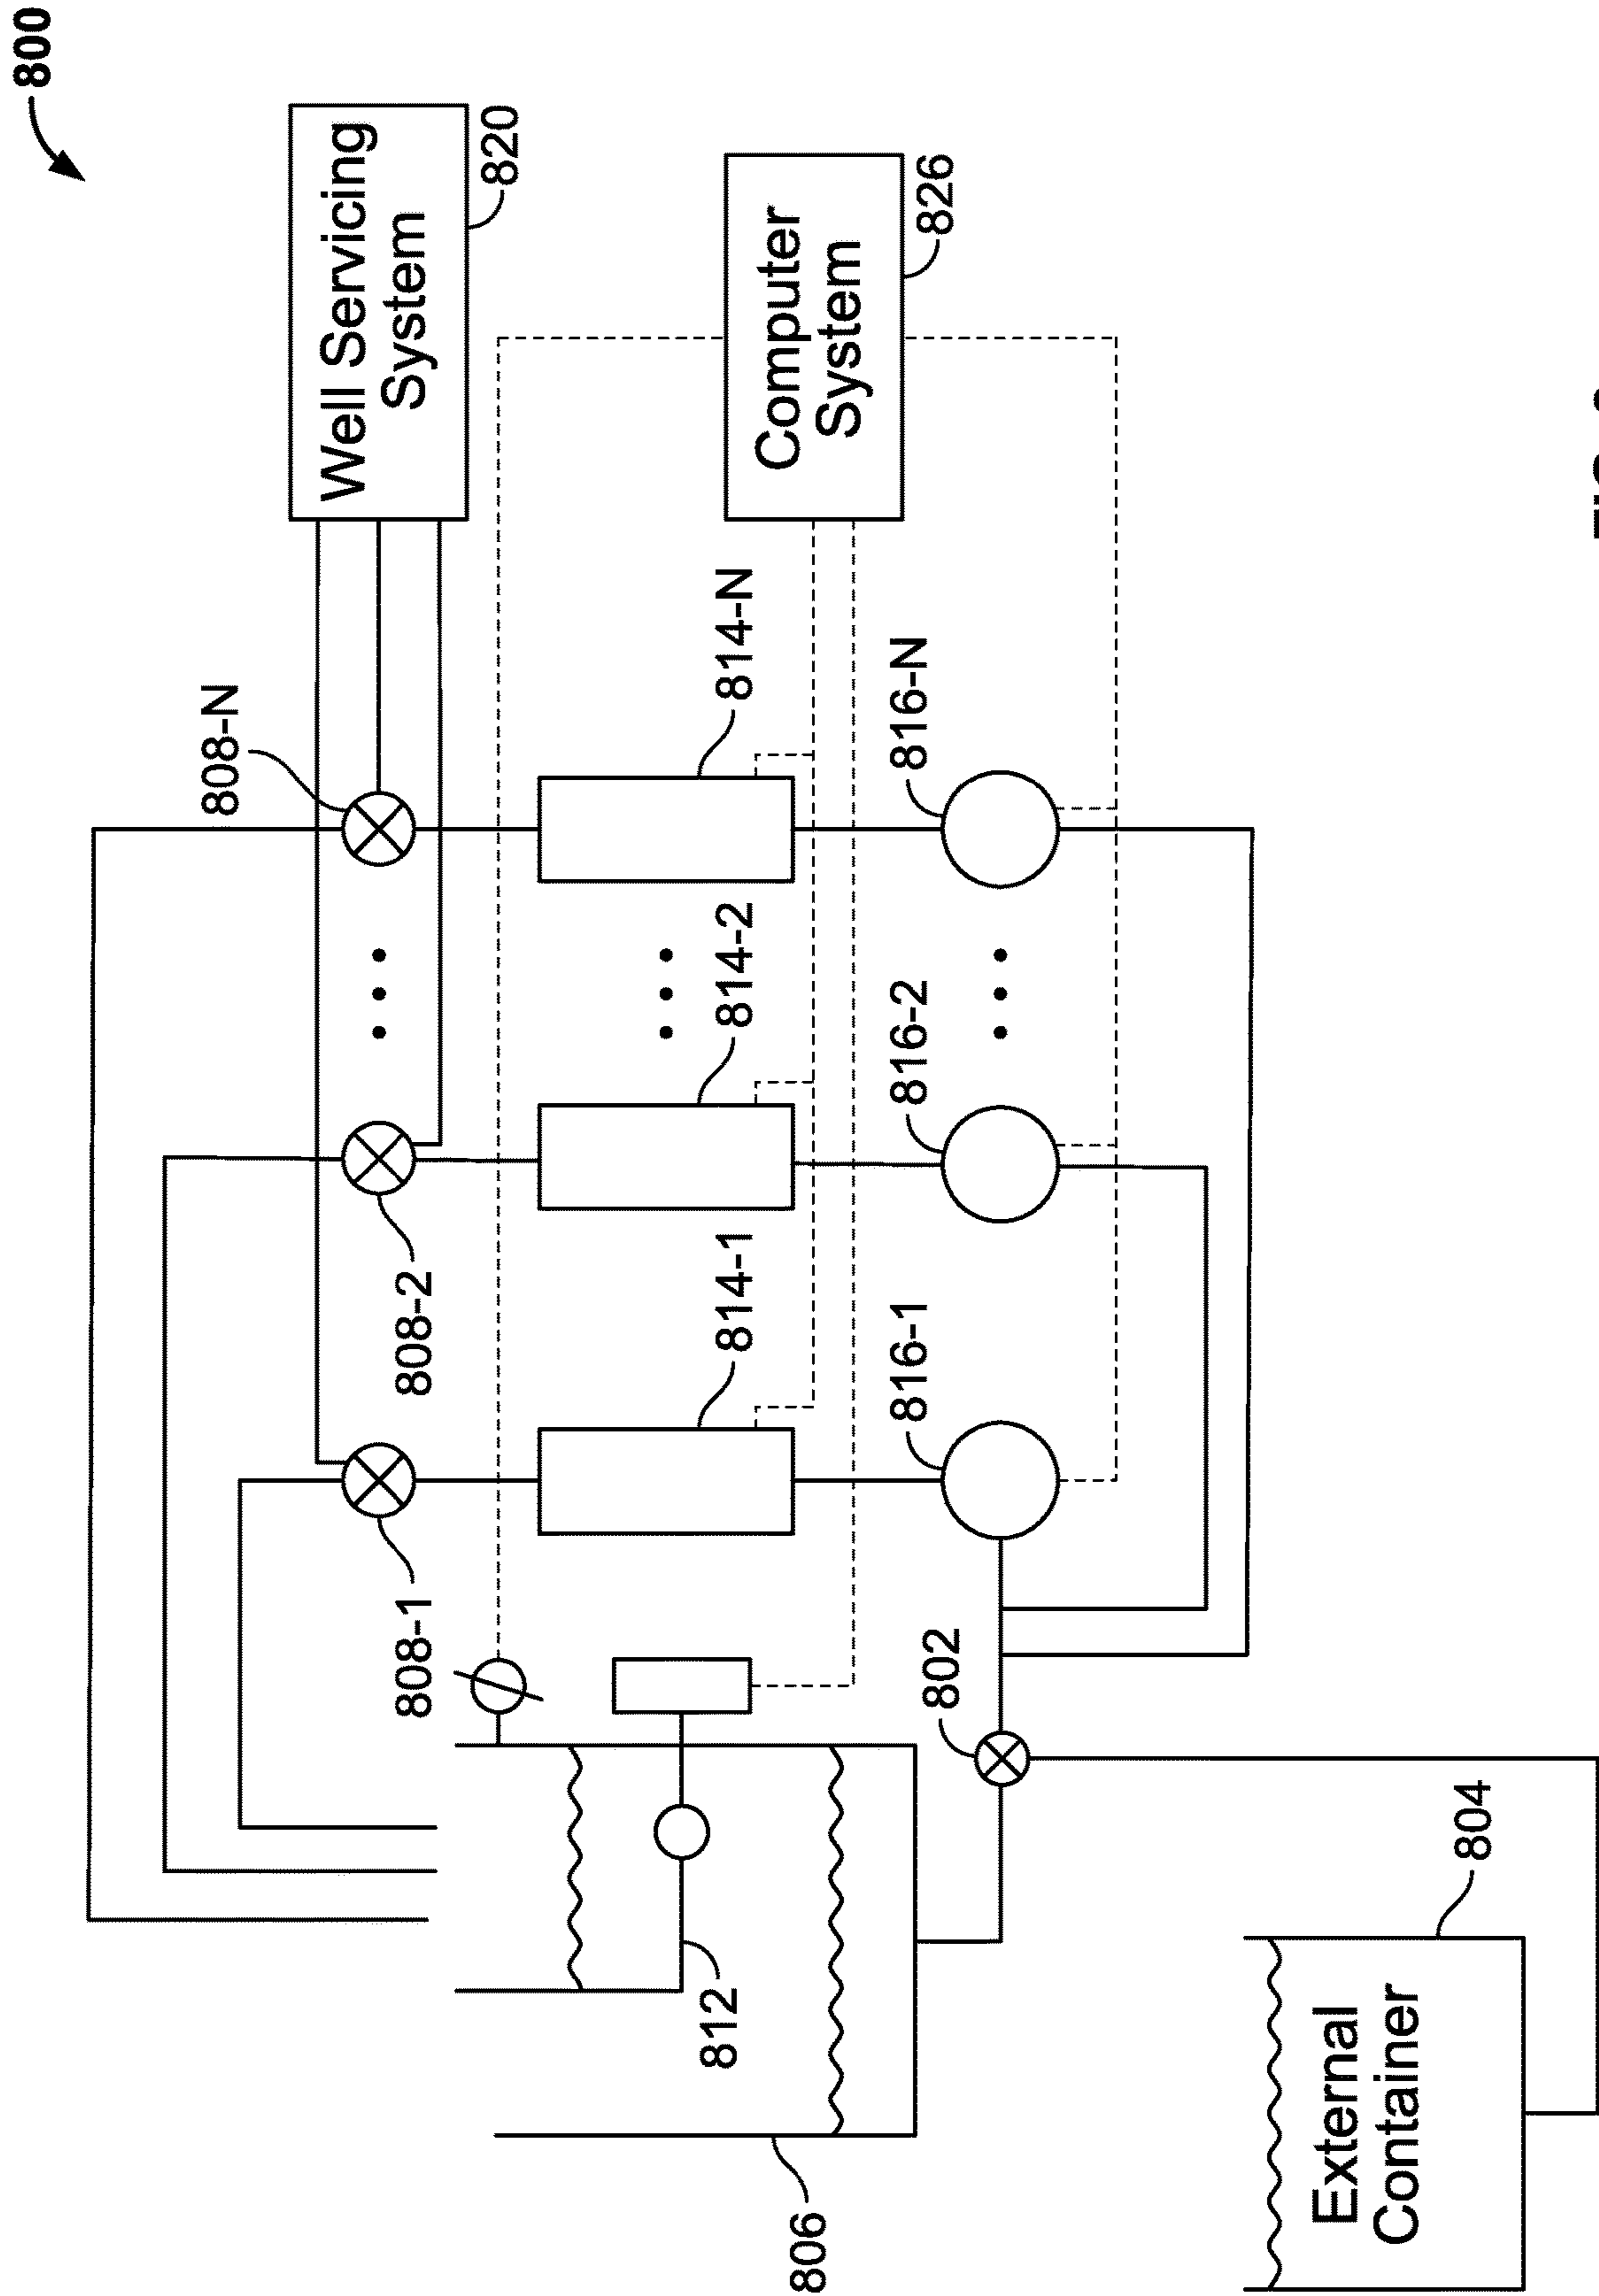 800
Well Servicing
System
820
808-N
Computer
System
826
814-N
816-N
814-2
816-2
808-2
814-1
816-1
808-1
802
812
806
External
Container
804